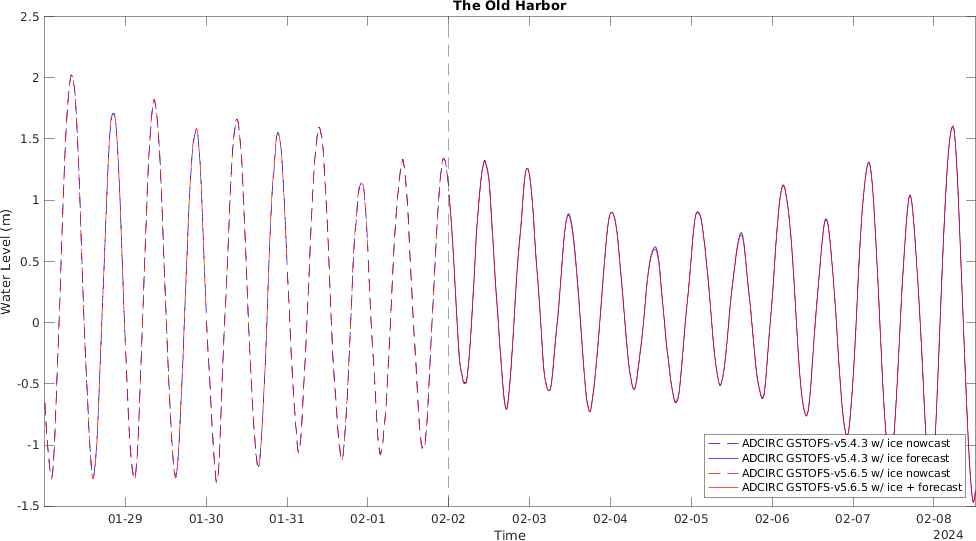 The Old Harbor
2.5
2
1.5
1
0.5
0
-0.5
-1
-1.5
Water Level (m)
01-29 01-30 01-31 02-01 02-02 02-03 02-04 02-05 02-06 02-07 02-08
Time
2024
ADCIRC GSTOFS-v5.4.3 w/ ice nowcast
ADCIRC GSTOFS-v5.4.3 w/ ice forecast
ADCIRC GSTOFS-v5.6.5 w/ ice nowcast
ADCIRC GSTOFS-v5.6.5 w/ ice + forecast